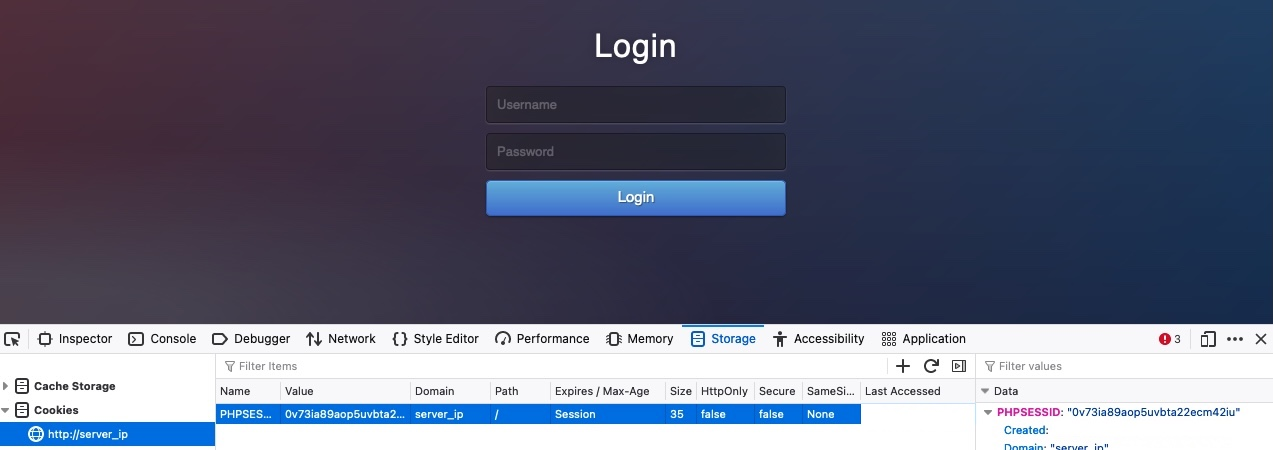 Login
Username
Password
Login
Inspector Console Debugger Network Style Editor Performance Memory Storage Accessibility Application 3
Filter Items
Filter values
Cache Storage
Cookies
http://server_ip
Name Value Domain Path Expires / Max-Age Size HttpOnly Secure SameSi... Last Accessed
PHPSES... 0v73ia89aop5uvbta2... server_ip / Session 35 false false None
Data
PHPSESSID: "0v73ia89aop5uvbta22ecm42iu"
Created:
Domain: "server_ip"